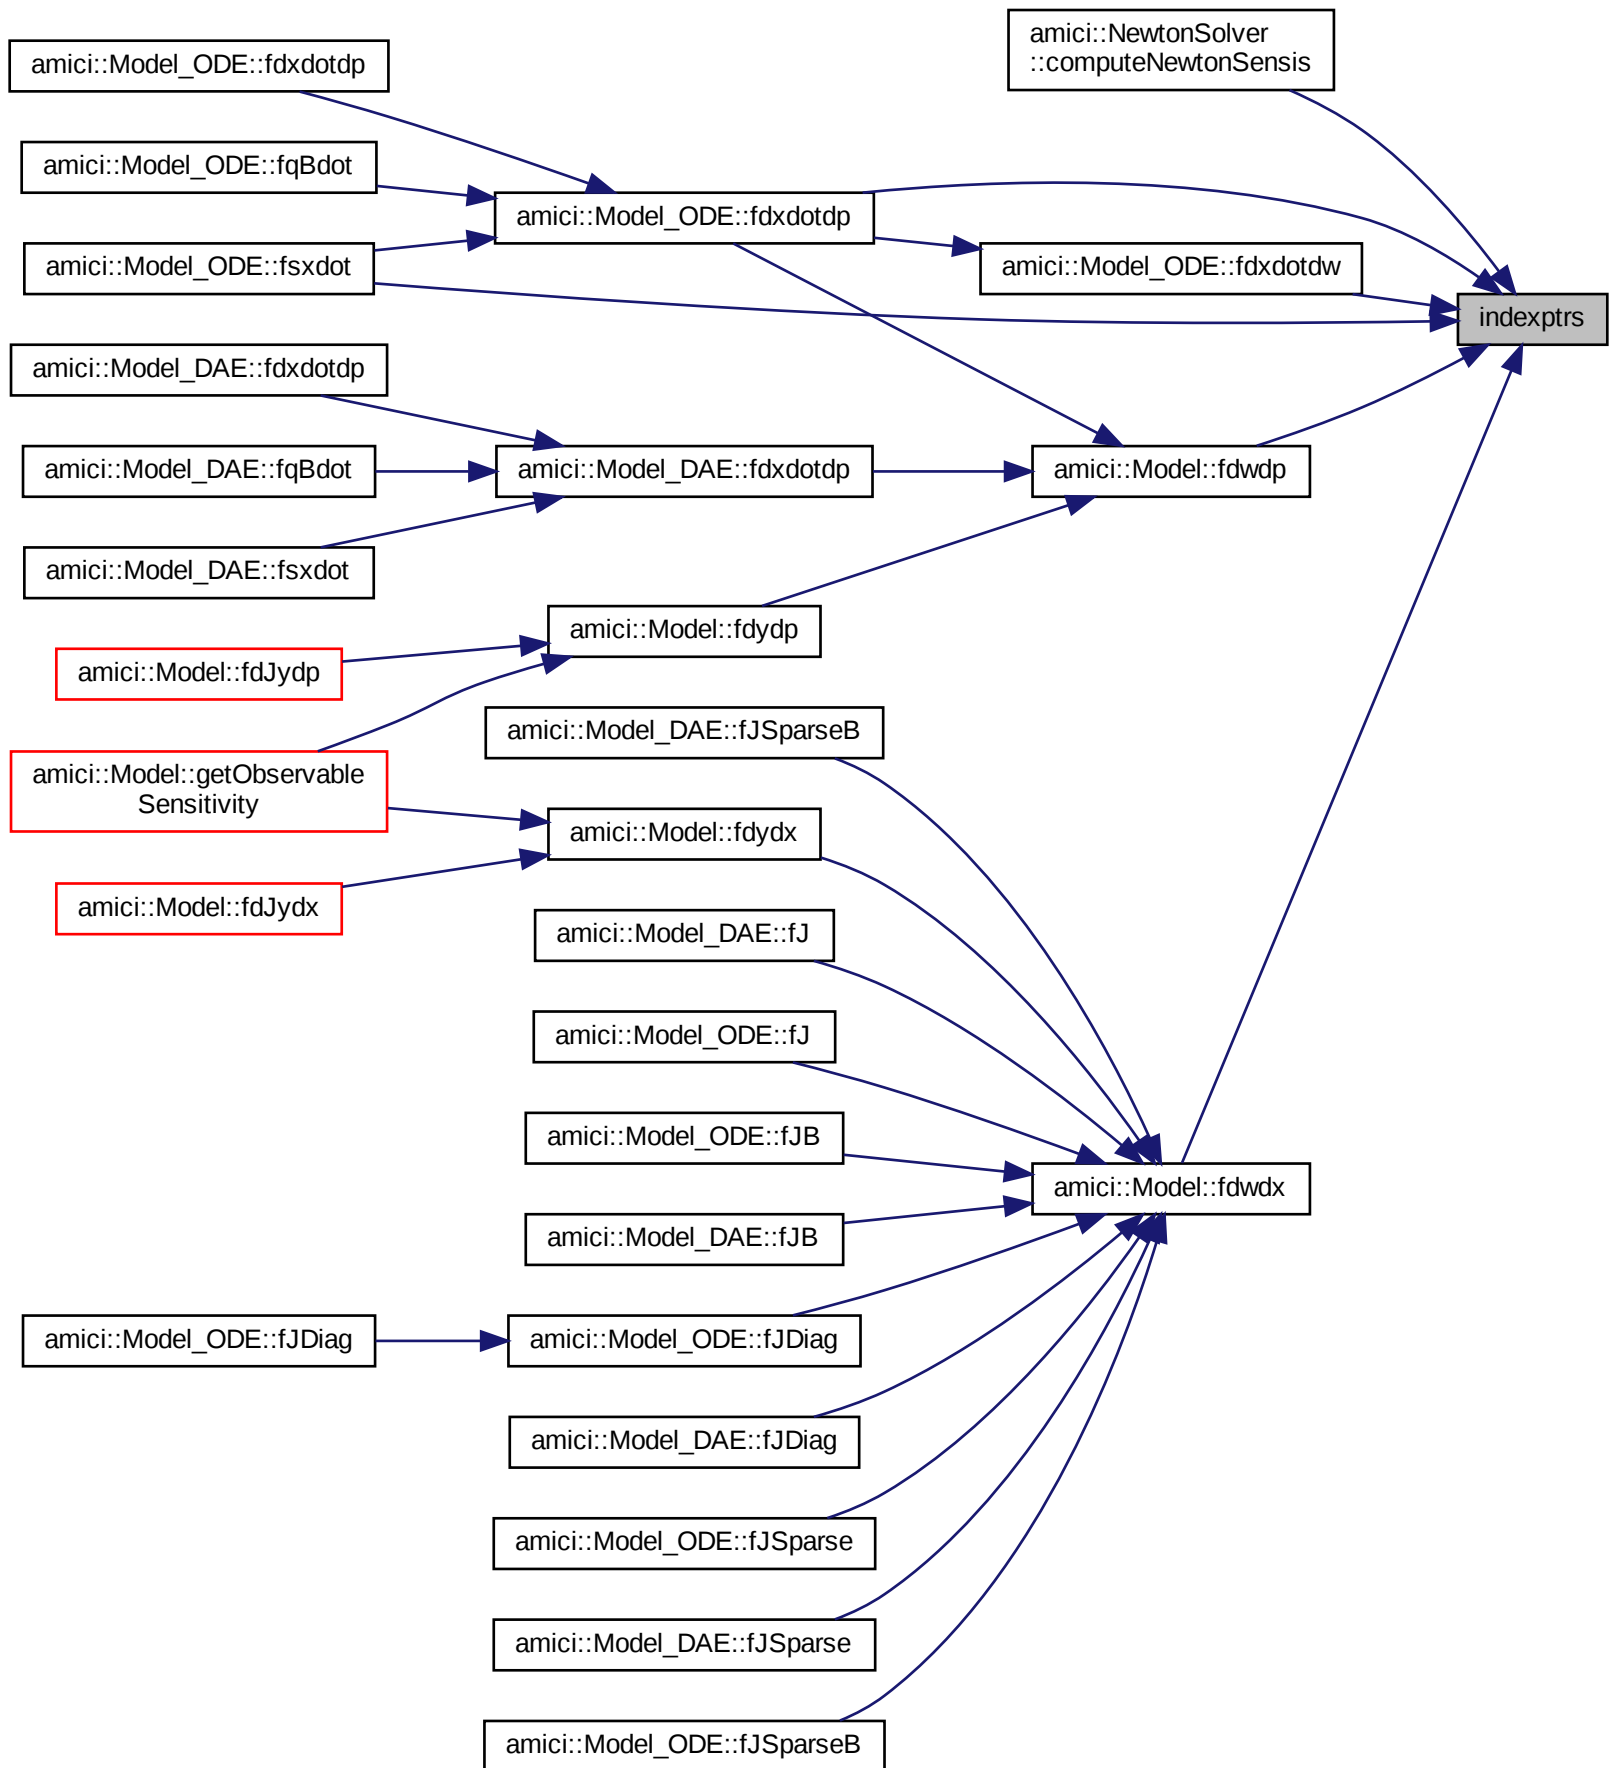 amici::NewtonSolver
::computeNewtonSensis
amici::Model_ODE::fdxdotdp
amici::Model_ODE::fqBdot
amici::Model_ODE::fdxdotdp
amici::Model_ODE::fsxdot
amici::Model_ODE::fdxdotdw
indexptrs
amici::Model_DAE::fdxdotdp
amici::Model_DAE::fqBdot
amici::Model_DAE::fdxdotdp
amici::Model::fdwdp
amici::Model_DAE::fsxdot
amici::Model::fdydp
amici::Model::fdJydp
amici::Model_DAE::fJSparseB
amici::Model::getObservable
Sensitivity
amici::Model::fdydx
amici::Model::fdJydx
amici::Model_DAE::fJ
amici::Model_ODE::fJ
amici::Model_ODE::fJB
amici::Model::fdwdx
amici::Model_DAE::fJB
amici::Model_ODE::fJDiag
amici::Model_ODE::fJDiag
amici::Model_DAE::fJDiag
amici::Model_ODE::fJSparse
amici::Model_DAE::fJSparse
amici::Model_ODE::fJSparseB